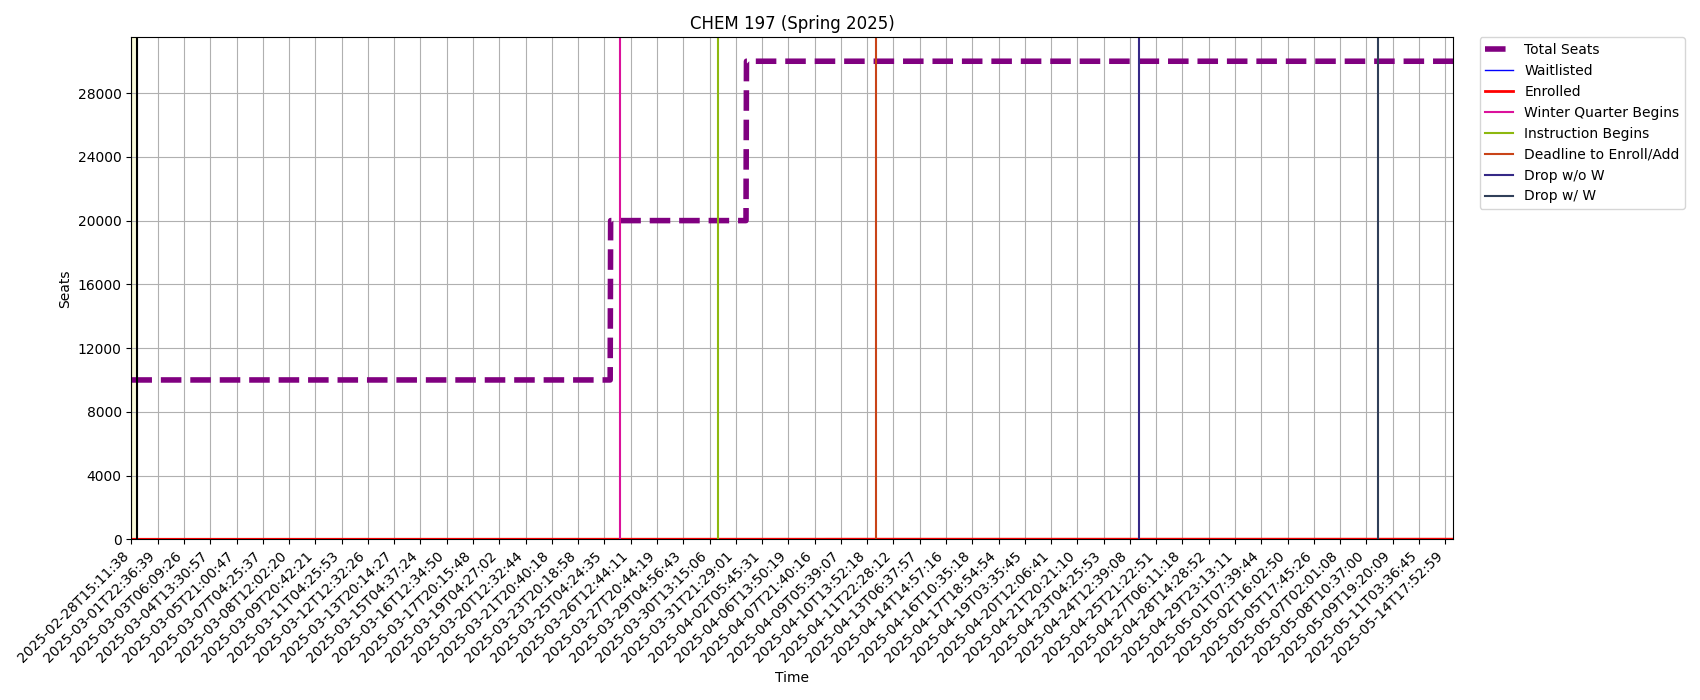 CHEM 197 (Spring 2025)
Total Seats
Waitlisted
Enrolled
Winter Quarter Begins
Instruction Begins
Deadline to Enroll/Add
Drop w/o W
Drop w/ W
Seats
28000
24000
20000
16000
12000
8000
4000
0
2025-02-28T15:11:38
2025-03-01T22:36:39
2025-03-03T06:09:26
2025-03-04T13:30:57
2025-03-05T21:00:47
2025-03-07T04:25:37
2025-03-08T12:02:20
2025-03-09T20:42:21
2025-03-11T04:25:53
2025-03-12T12:32:26
2025-03-13T20:14:27
2025-03-15T04:37:24
2025-03-16T12:34:50
2025-03-17T20:15:48
2025-03-19T04:27:02
2025-03-20T12:32:44
2025-03-21T20:40:18
2025-03-23T20:18:58
2025-03-25T04:24:35
2025-03-26T12:44:11
2025-03-27T20:44:19
2025-03-29T04:56:43
2025-03-30T13:15:06
2025-03-31T21:29:01
2025-04-02T05:45:31
2025-04-06T13:50:19
2025-04-07T21:40:16
2025-04-09T05:39:07
2025-04-10T13:52:18
2025-04-11T22:28:12
2025-04-13T06:37:57
2025-04-14T14:57:16
2025-04-16T10:35:18
2025-04-17T18:54:54
2025-04-19T03:35:45
2025-04-20T12:06:41
2025-04-21T20:21:10
2025-04-23T04:25:53
2025-04-24T12:39:08
2025-04-25T21:22:51
2025-04-27T06:11:18
2025-04-28T14:28:52
2025-04-29T23:13:11
2025-05-01T07:39:44
2025-05-02T16:02:50
2025-05-05T17:45:26
2025-05-07T02:01:08
2025-05-08T10:37:00
2025-05-09T19:20:09
2025-05-11T03:36:45
2025-05-14T17:52:59
Time